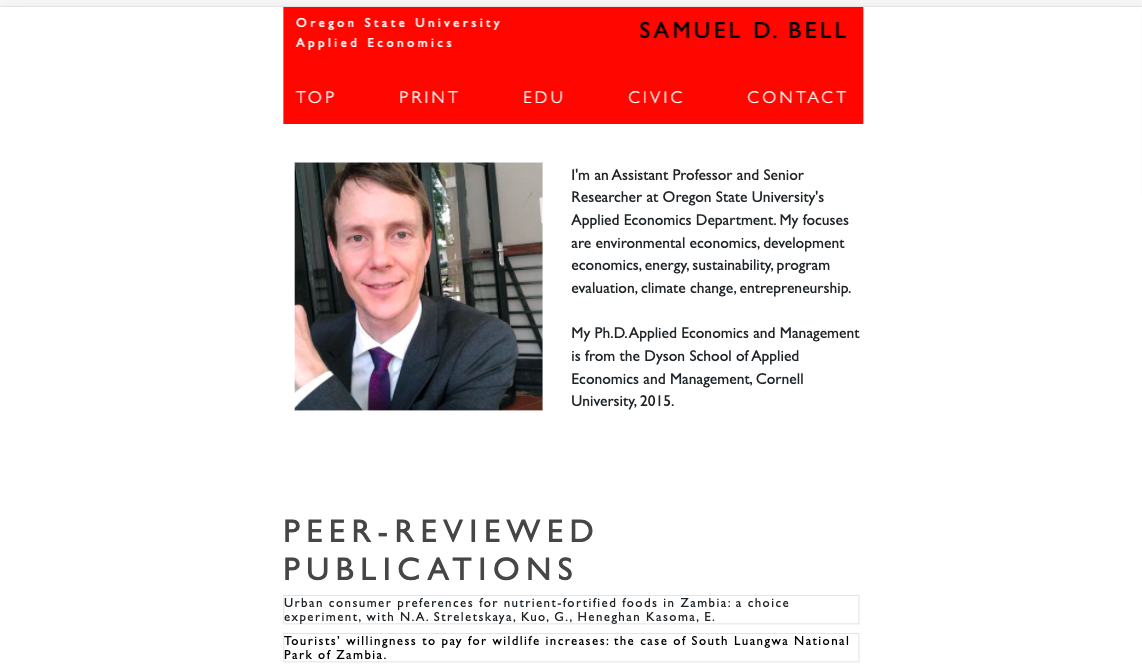 Oregon State University
Applied Economics
SAMUEL D. BELL
TOP PRINT EDU CIVIC CONTACT
I'm an Assistant Professor and Senior
Researcher at Oregon State University's
Applied Economics Department. My focuses
are environmental economics, development
economics, energy, sustainability, program
evaluation, climate change, entrepreneurship.
My Ph.D. Applied Economics and Management
is from the Dyson School of Applied
Economics and Management, Cornell
University, 2015.
PEER-REVIEWED
PUBLICATIONS
Urban consumer preferences for nutrient-fortified foods in Zambia: a choice
experiment, with N.A. Streletskaya, Kuo, G., Heneghan Kasoma, E.
Tourists’ willingness to pay for wildlife increases: the case of South Luangwa National
Park of Zambia.